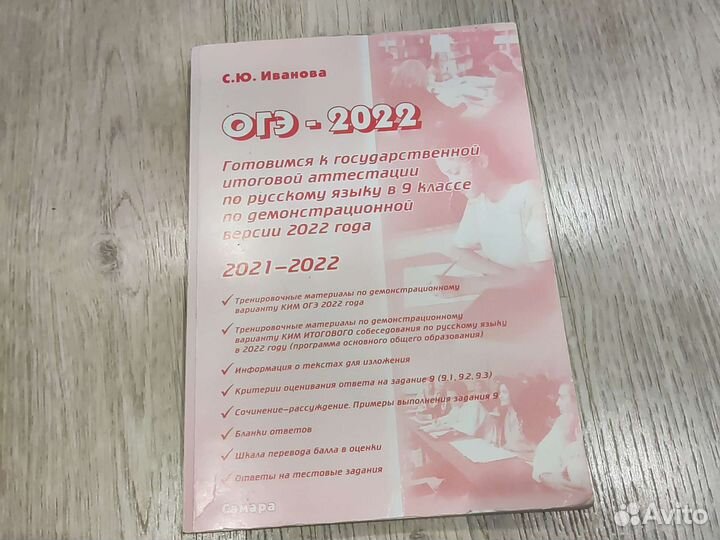 С.Ю. Иванова
ОГЭ - 2022
Готовимся к государственной
итоговой аттестации
по русскому языку в 9 классе
по демонстрационной
версии 2022 года
2021–2022
✓ Тренировочные материалы по демонстрационному
варианту КИМ ОГЭ 2022 года
✓ Тренировочные материалы по демонстрационному
варианту КИМ ИТОГОВОГО собеседования по русскому языку
в 2022 году (программа основного общего образования)
✓ Информация о текстах для изложения
✓ Критерии оценивания ответа на задание 9 (9.1, 9.2, 9.3)
✓ Сочинение–рассуждение. Примеры выполнения задания 9
✓ Бланки ответов
✓ Шкала перевода балла в оценки
✓ Ответы на тестовые задания
Самара
Avito